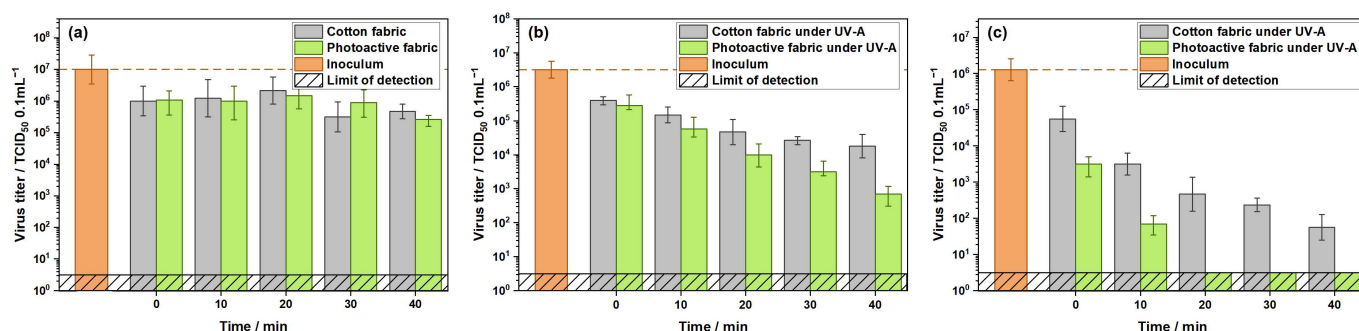 (a)
Cotton fabric
Photoactive fabric
Inoculum
Limit of detection
Virus titer / TCID₅₀ 0.1mL⁻¹
10⁸
10⁷
10⁶
10⁵
10⁴
10³
10²
10¹
10⁰
0
10
20
30
40
Time / min
(b)
Cotton fabric under UV-A
Photoactive fabric under UV-A
Inoculum
Limit of detection
Virus titer / TCID₅₀ 0.1mL⁻¹
10⁸
10⁷
10⁶
10⁵
10⁴
10³
10²
10¹
10⁰
0
10
20
30
40
Time / min
(c)
Cotton fabric under UV-A
Photoactive fabric under UV-A
Inoculum
Limit of detection
Virus titer / TCID₅₀ 0.1mL⁻¹
10⁷
10⁶
10⁵
10⁴
10³
10²
10¹
10⁰
0
10
20
30
40
Time / min